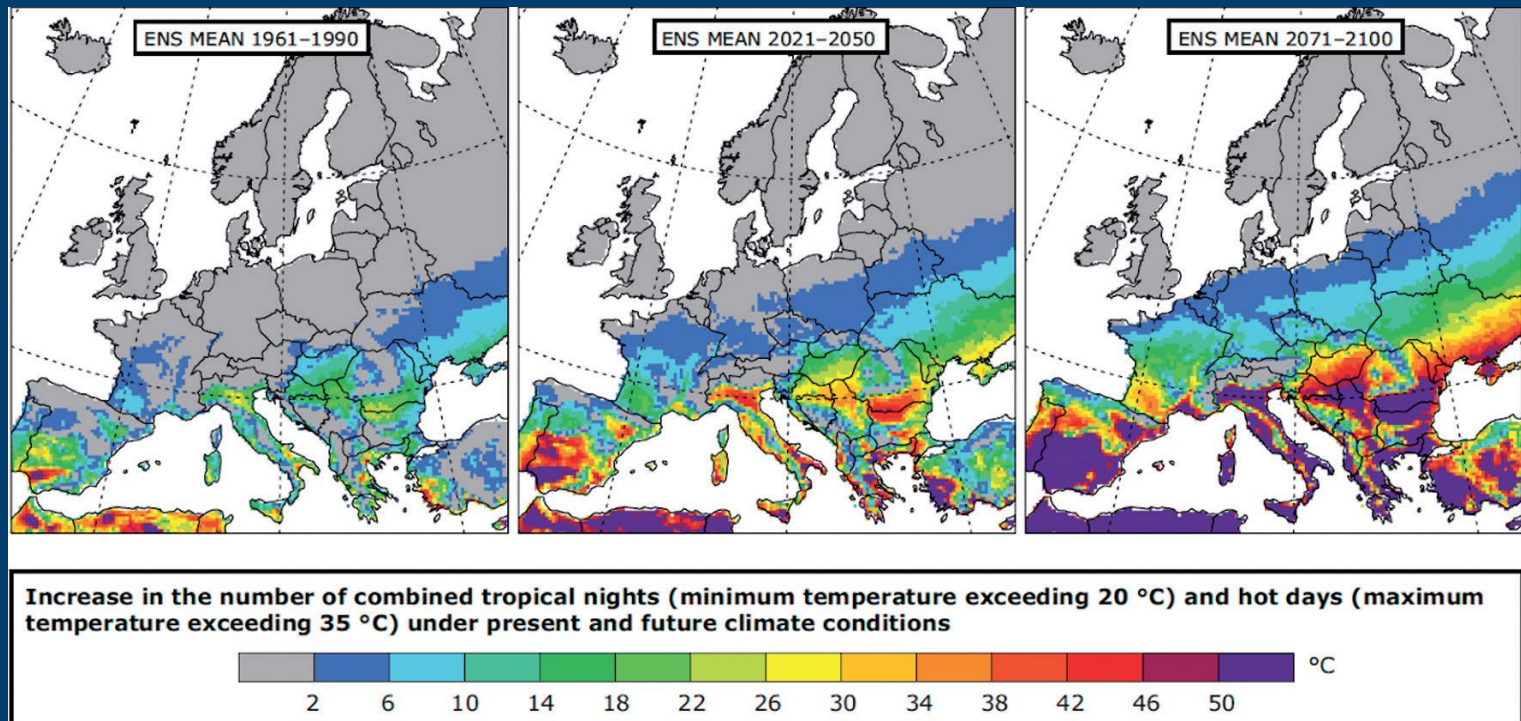 ENS MEAN 1961–1990
ENS MEAN 2021–2050
ENS MEAN 2071–2100
Increase in the number of combined tropical nights (minimum temperature exceeding 20 °C) and hot days (maximum
temperature exceeding 35 °C) under present and future climate conditions
°C
2 6 10 14 18 22 26 30 34 38 42 46 50